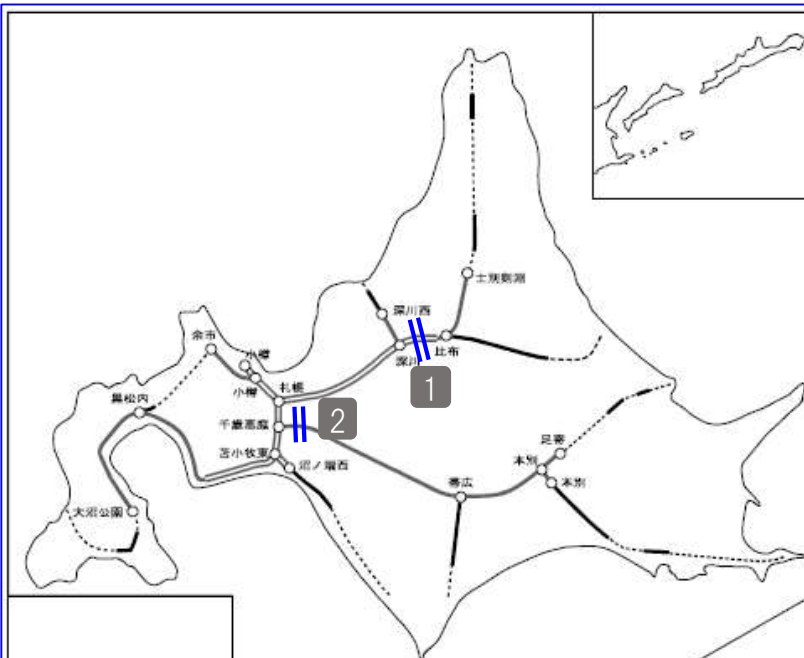 士別剣淵
深川西
比布
深川
1
余市
小樽
小樽
札幌
黒松内
千歳恵庭
2
苫小牧東
沼ノ端西
足寄
本別
本別
帯広
大沼公園